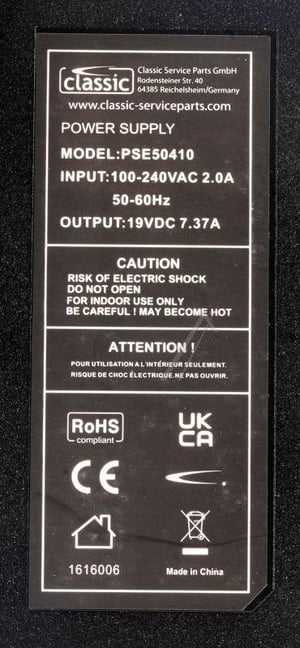 classic
Classic Service Parts GmbH
Rodensteiner Str. 40
64385 Reichelsheim/Germany
www.classic-serviceparts.com
POWER SUPPLY
MODEL:PSE50410
INPUT:100-240VAC 2.0A
50-60Hz
OUTPUT:19VDC 7.37A
CAUTION
RISK OF ELECTRIC SHOCK
DO NOT OPEN
FOR INDOOR USE ONLY
BE CAREFUL ! MAY BECOME HOT
ATTENTION !
POUR UTILISATION A L'INTÉRIEUR SEULEMENT.
RISQUE DE CHOC ÉLECTRIQUE.NE PAS OUVRIR.
RoHS
compliant
UK
CA
CE
1616006
Made in China